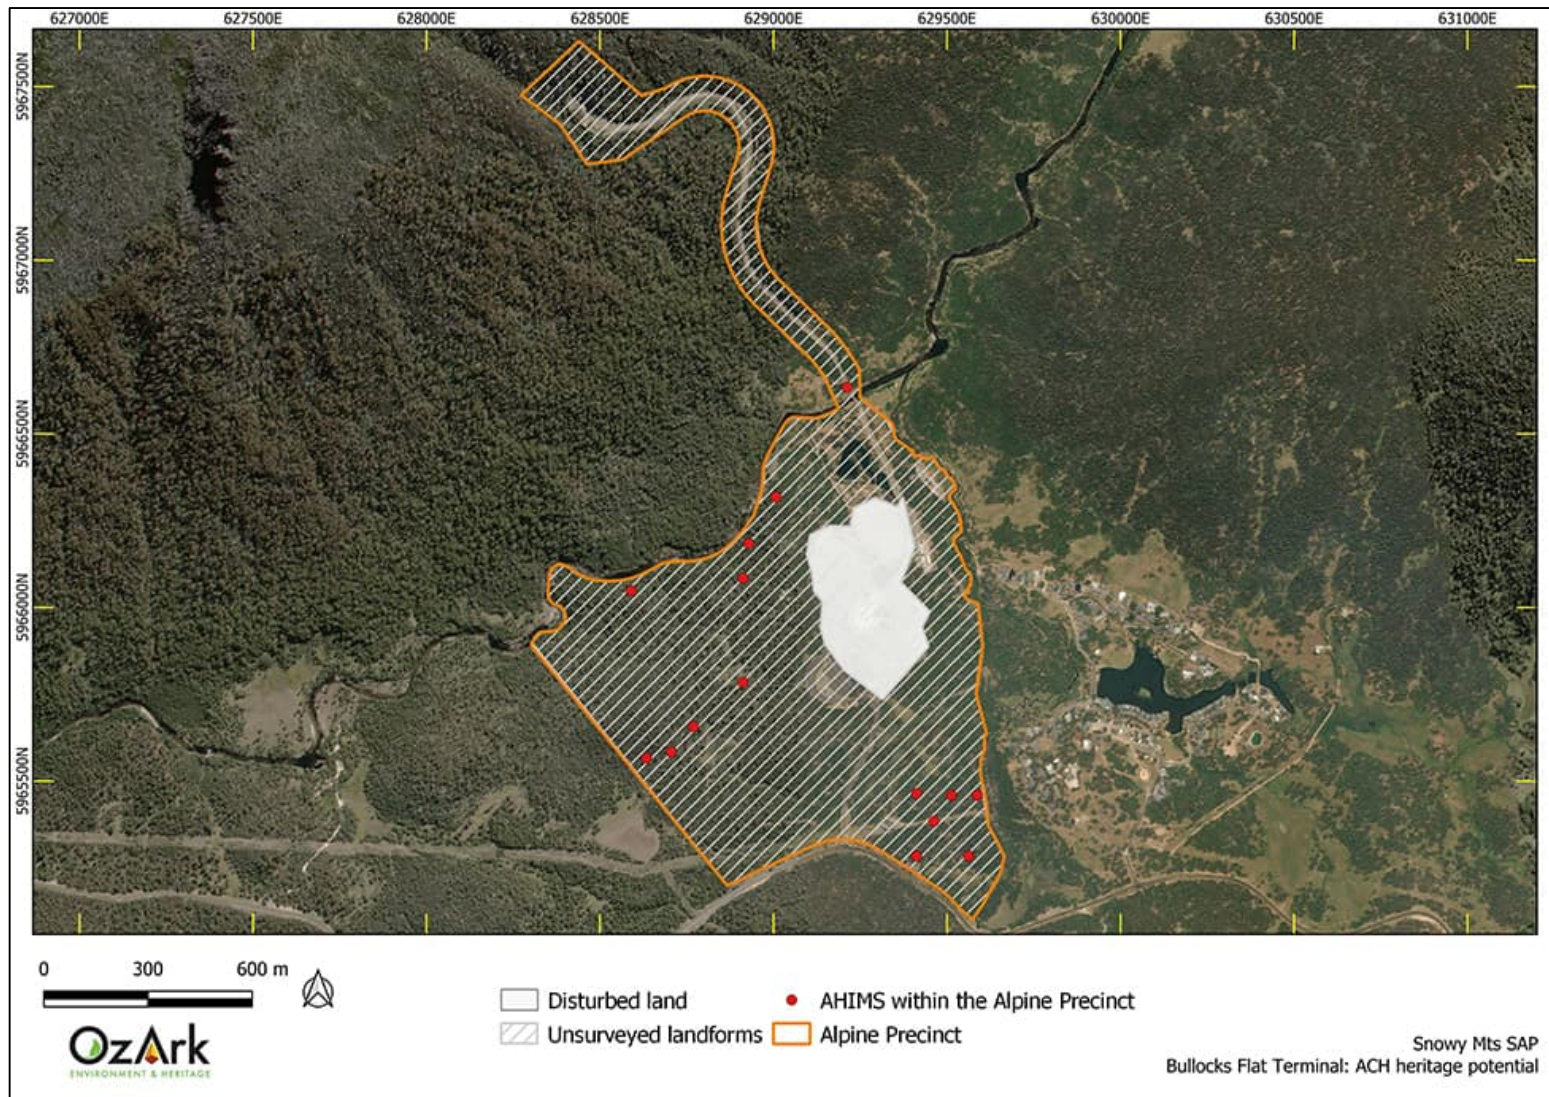 627000E 627500E 628000E 628500E 629000E 629500E 630000E 630500E 631000E
5967500N
5967000N
5966500N
5966000N
5965500N
0 300 600 m
Disturbed land
AHIMS within the Alpine Precinct
Unsurveyed landforms
Alpine Precinct
OzArk
ENVIRONMENT & HERITAGE
Snowy Mts SAP
Bullocks Flat Terminal: ACH heritage potential